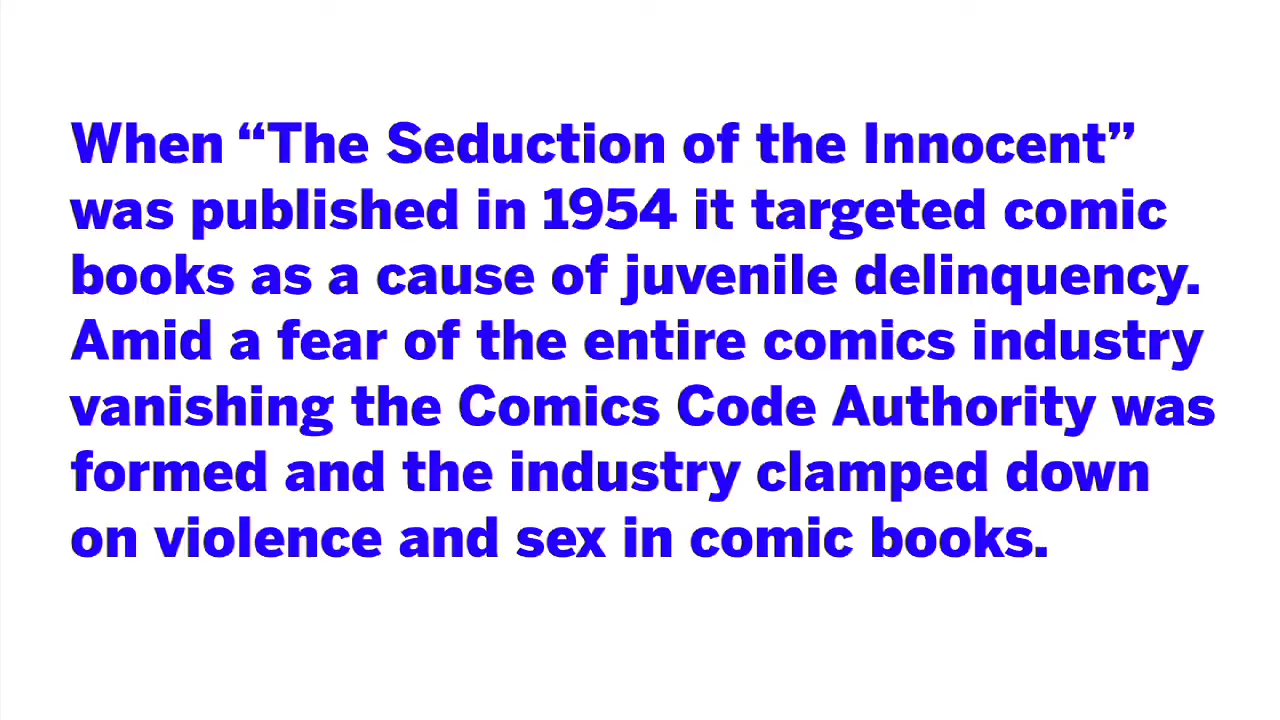 When “The Seduction of the Innocent”
was published in 1954 it targeted comic
books as a cause of juvenile delinquency.
Amid a fear of the entire comics industry
vanishing the Comics Code Authority was
formed and the industry clamped down
on violence and sex in comic books.